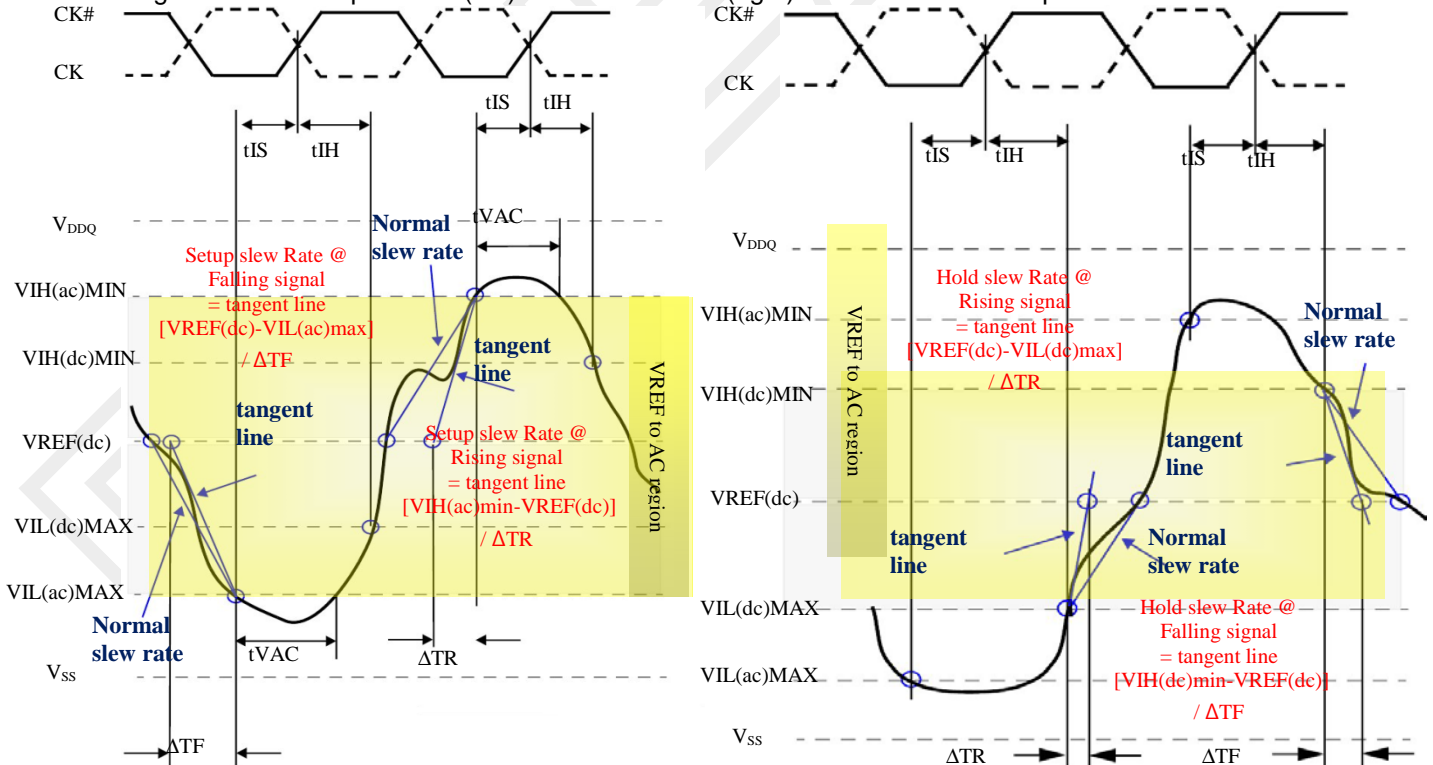 CK#
CK
tIS
tIH
tIS
tIH
VDDQ
Normal
slew rate
tVAC
Setup slew Rate @
Falling signal
= tangent line
[VREF(dc)-VIL(ac)max]
/ ΔTF
VIH(ac)MIN
VIH(dc)MIN
tangent
line
tangent
line
VREF(dc)
Setup slew Rate @
Rising signal
= tangent line
[VIH(ac)min-VREF(dc)]
/ ΔTR
VREF to AC region
VIL(dc)MAX
VIL(ac)MAX
Normal
slew rate
tVAC
ΔTR
VSS
ΔTF
CK#
CK
tIS
tIH
tIS
tIH
VDDQ
VREF to AC region
Hold slew Rate @
Rising signal
= tangent line
[VREF(dc)-VIL(dc)max]
/ ΔTR
VIH(ac)MIN
Normal
slew rate
VIH(dc)MIN
tangent
line
VREF(dc)
tangent
line
Normal
slew rate
VIL(dc)MAX
Hold slew Rate @
Falling signal
= tangent line
[VIH(dc)min-VREF(dc)]
/ ΔTF
VIL(ac)MAX
VSS
ΔTR
ΔTF